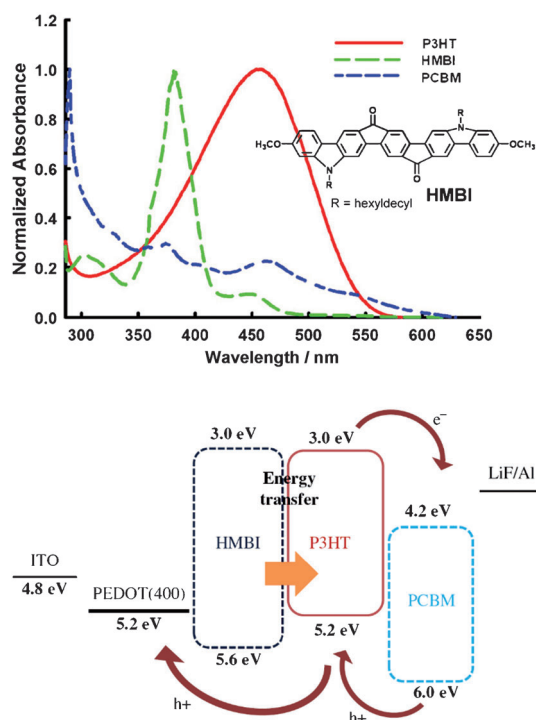 P3HT
HMBI
PCBM
Normalized Absorbance
1.2
1.0
0.8
0.6
0.4
0.2
0.0
300 350 400 450 500 550 600 650
Wavelength / nm
O
R
N
OCH3
H3CO
N
R
O
R = hexyldecyl
HMBI
3.0 eV
3.0 eV
e−
Energy
transfer
LiF/Al
4.2 eV
HMBI
P3HT
ITO
4.8 eV
PEDOT(400)
5.2 eV
PCBM
5.2 eV
5.6 eV
6.0 eV
h+
h+